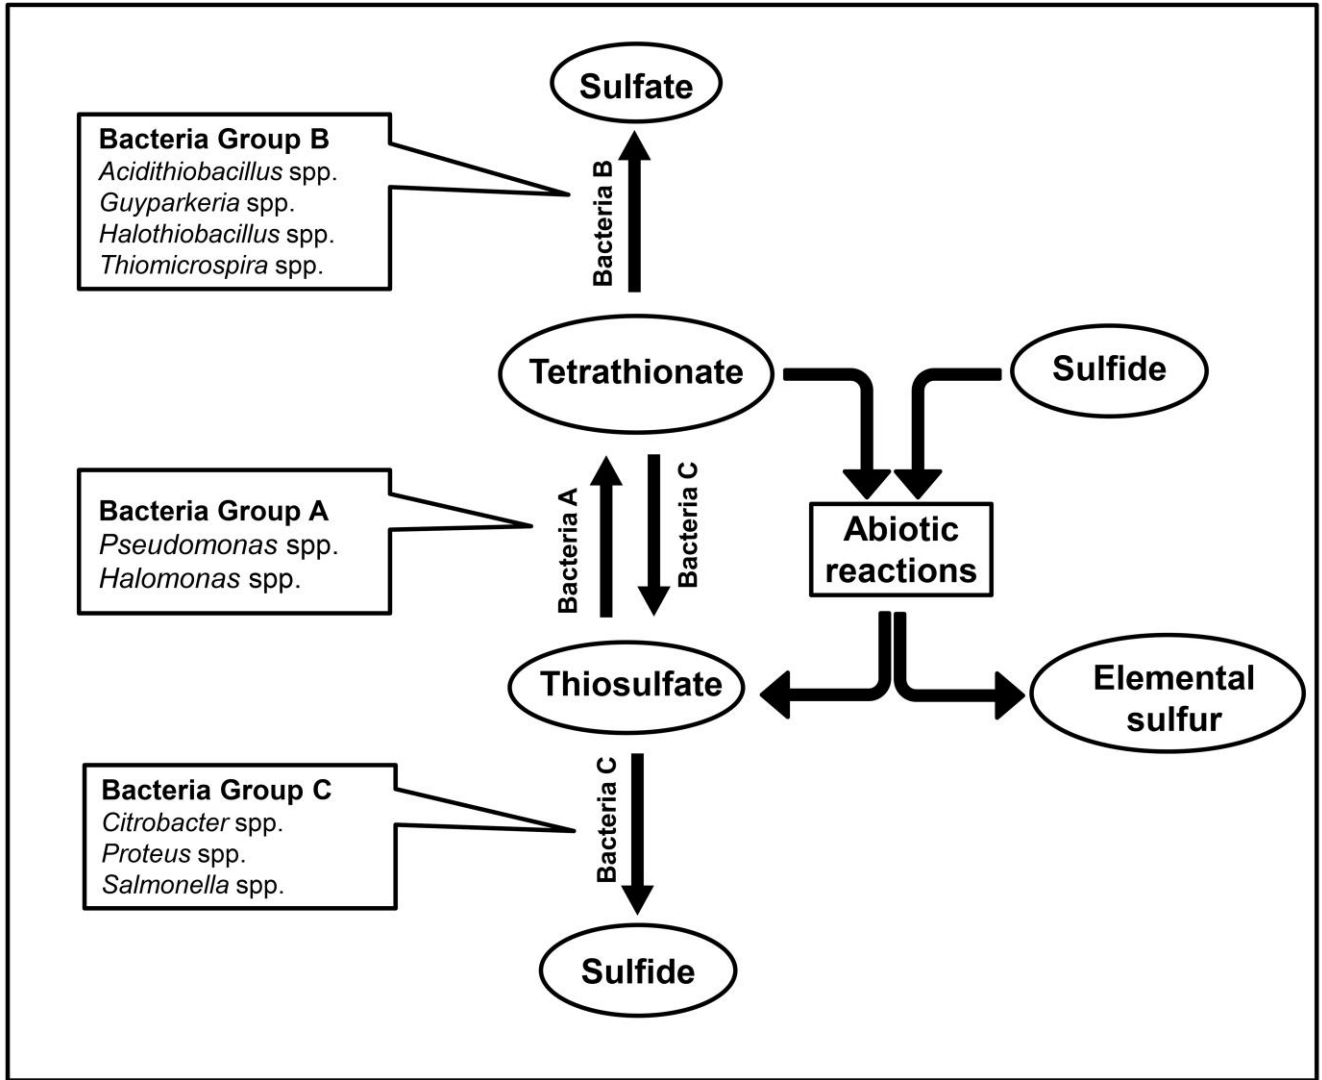 Sulfate
Bacteria Group B
Acidithiobacillus spp.
Guyparkeria spp.
Halothiobacillus spp.
Thiomicrospira spp.
Bacteria B
Tetrathionate
Sulfide
Bacteria Group A
Pseudomonas spp.
Halomonas spp.
Bacteria A
Bacteria C
Abiotic
reactions
Thiosulfate
Elemental
sulfur
Bacteria Group C
Citrobacter spp.
Proteus spp.
Salmonella spp.
Bacteria C
Sulfide